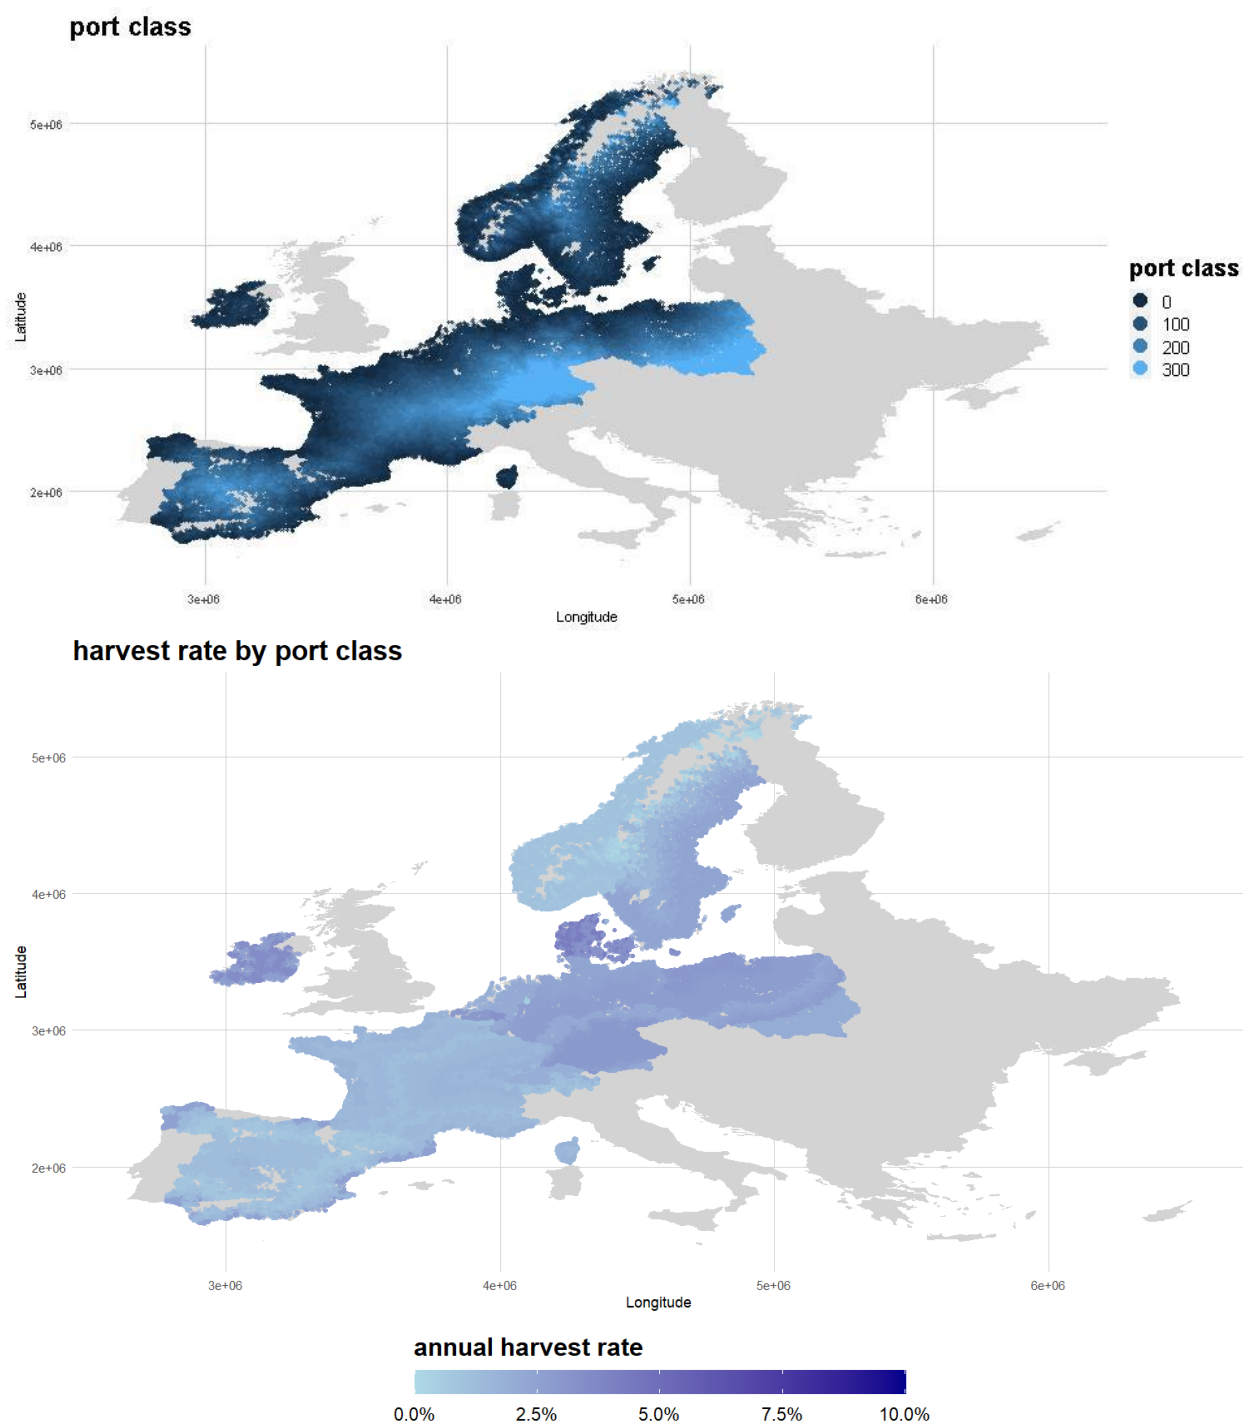 port class
5e+06
4e+06
3e+06
2e+06
Latitude
3e+06 4e+06 5e+06 6e+06
Longitude
port class
0
100
200
300
harvest rate by port class
5e+06
4e+06
3e+06
2e+06
Latitude
3e+06 4e+06 5e+06 6e+06
Longitude
annual harvest rate
0.0% 2.5% 5.0% 7.5% 10.0%